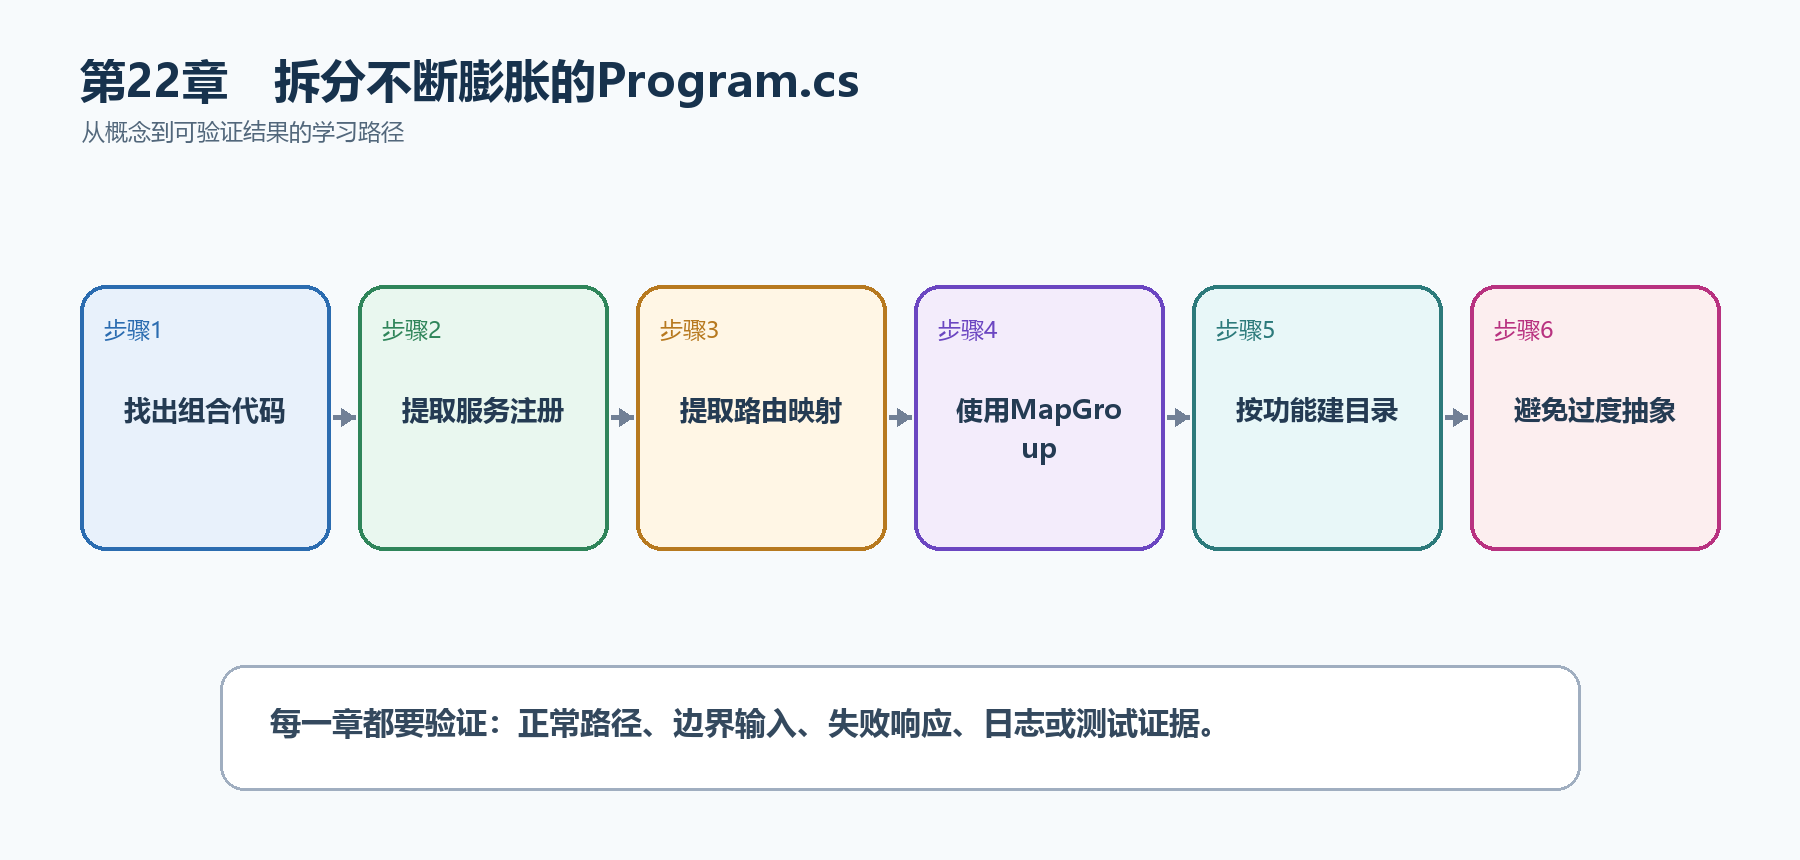 第22章　拆分不断膨胀的Program.cs
从概念到可验证结果的学习路径
步骤1
找出组合代码
步骤2
提取服务注册
步骤3
提取路由映射
步骤4
使用MapGro
up
步骤5
按功能建目录
步骤6
避免过度抽象
每一章都要验证：正常路径、边界输入、失败响应、日志或测试证据。